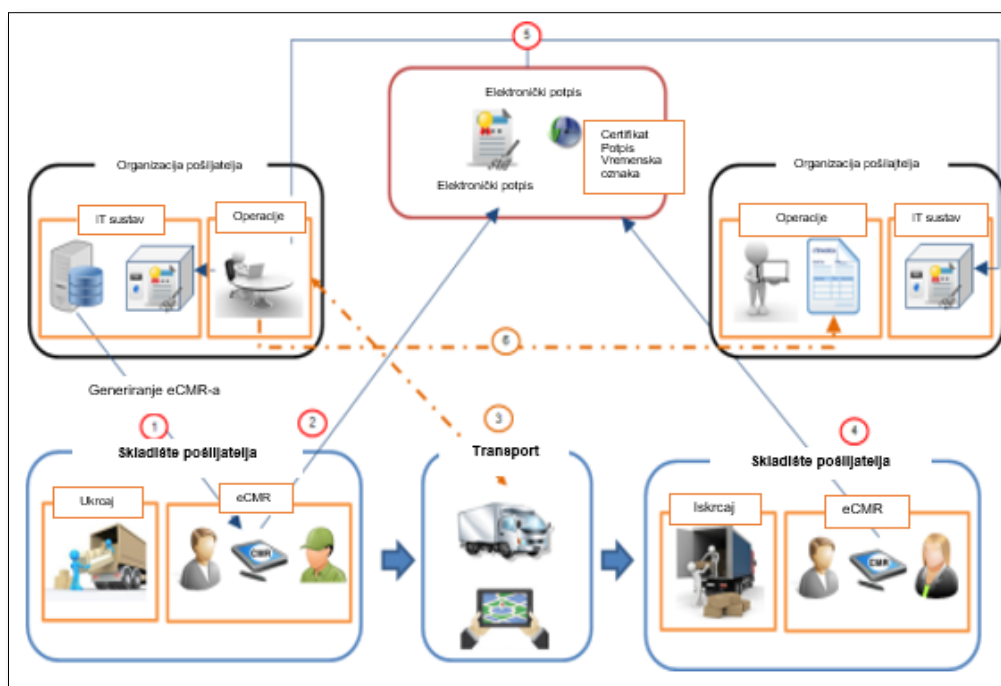 5
Elektronički potpis
Certifikat
Potpis
Vremenska
oznaka
Elektronički potpis
Organizacija pošiljatelja
IT sustav
Operacije
Organizacija pošiljatelja
Operacije
IT sustav
6
Generiranje eCMR-a
1
2
3
4
Skladište pošiljatelja
Ukrcaj
eCMR
CMR
Transport
Skladište pošiljatelja
Iskrcaj
eCMR
CMR